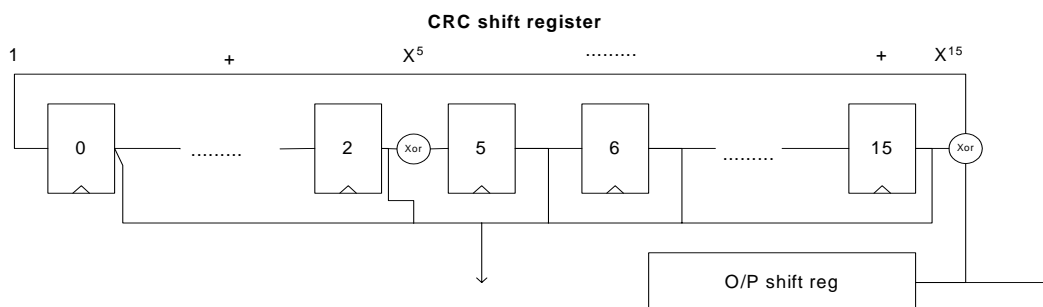 CRC shift register
1 + X⁵ ......... + X¹⁵
0 ......... 2 Xor 5 6 ......... 15 Xor
O/P shift reg